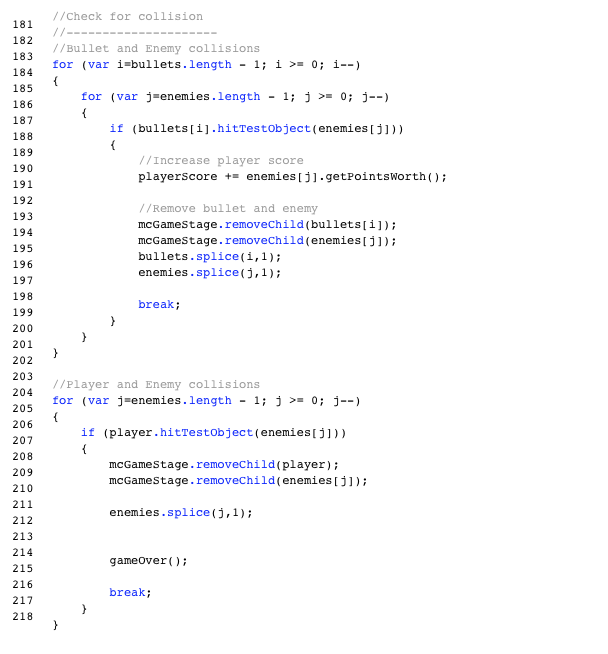 181 //Check for collision
182 //---------------------
183 //Bullet and Enemy collisions
184 for (var i=bullets.length - 1; i >= 0; i--)
185 {
186     for (var j=enemies.length - 1; j >= 0; j--)
187     {
188         if (bullets[i].hitTestObject(enemies[j]))
189         {
190             //Increase player score
191             playerScore += enemies[j].getPointsWorth();
192
193             //Remove bullet and enemy
194             mcGameStage.removeChild(bullets[i]);
195             mcGameStage.removeChild(enemies[j]);
196             bullets.splice(i,1);
197             enemies.splice(j,1);
198
199             break;
200         }
201     }
202 }
203
204 //Player and Enemy collisions
205 for (var j=enemies.length - 1; j >= 0; j--)
206 {
207     if (player.hitTestObject(enemies[j]))
208     {
209         mcGameStage.removeChild(player);
210         mcGameStage.removeChild(enemies[j]);
211
212         enemies.splice(j,1);
213
214
215         gameOver();
216
217         break;
218     }
}